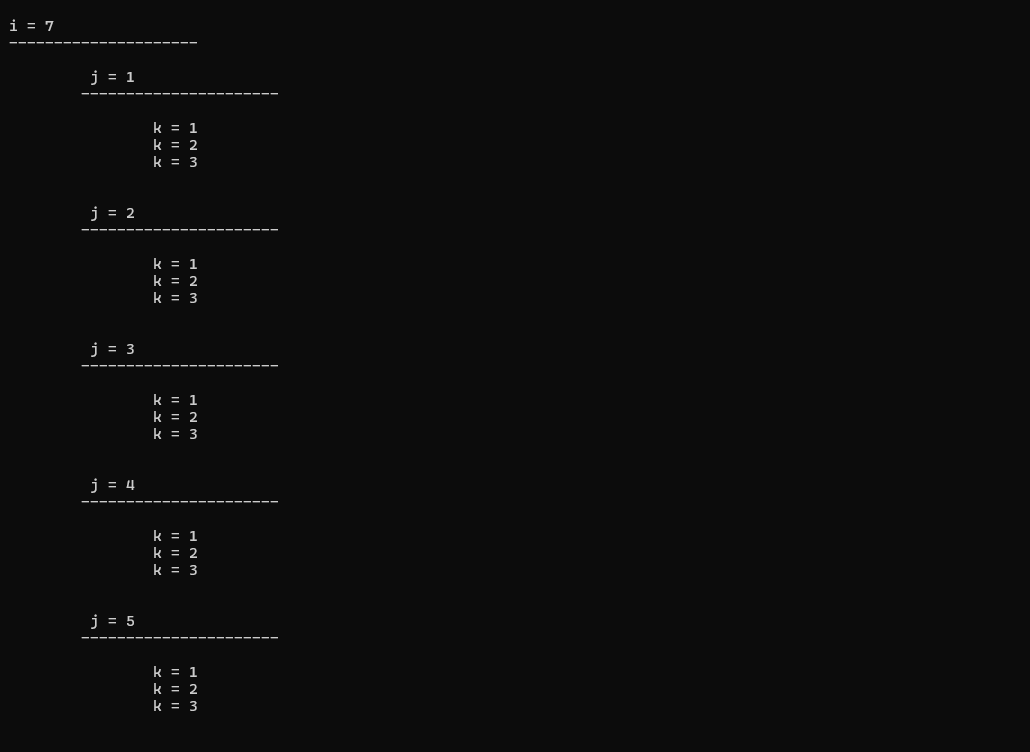 i = 7
---------------------
j = 1
----------------------
k = 1
k = 2
k = 3
j = 2
----------------------
k = 1
k = 2
k = 3
j = 3
----------------------
k = 1
k = 2
k = 3
j = 4
----------------------
k = 1
k = 2
k = 3
j = 5
----------------------
k = 1
k = 2
k = 3